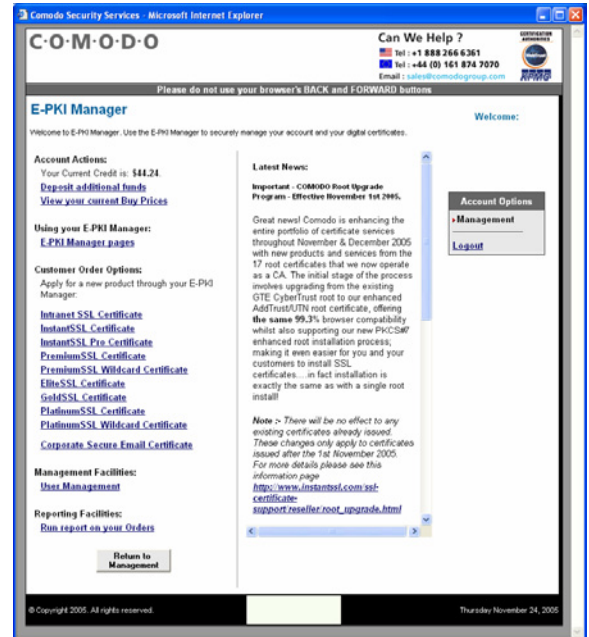 Comodo Security Services - Microsoft Internet Explorer
C·O·M·O·D·O
Can We Help ?
Tel : +1 888 266 6361
Tel : +44 (0) 161 874 7070
Email : sales@comodogroup.com
KPMG
Please do not use your browser's BACK and FORWARD buttons
E-PKI Manager
Welcome:
Welcome to E-PKI Manager. Use the E-PKI Manager to securely manage your account and your digital certificates.
Account Actions:
Your Current Credit is: $44.24.
Deposit additional funds
View your current Buy Prices
Using your E-PKI Manager:
E-PKI Manager pages
Customer Order Options:
Apply for a new product through your E-PKI
Manager:
Intranet SSL Certificate
InstantSSL Certificate
InstantSSL Pro Certificate
PremiumSSL Certificate
PremiumSSL Wildcard Certificate
EliteSSL Certificate
GoldSSL Certificate
PlatinumSSL Certificate
PlatinumSSL Wildcard Certificate
Corporate Secure Email Certificate
Management Facilities:
User Management
Reporting Facilities:
Run report on your Orders
Return to
Management
Latest News:
Important - COMODO Root Upgrade
Program - Effective November 1st 2005.
Great news! Comodo is enhancing the
entire portfolio of certificate services
throughout November & December 2005
with new products and services from the
17 root certificates that we now operate
as a CA. The initial stage of the process
involves upgrading from the existing
GTE CyberTrust root to our enhanced
AddTrust/UTN root certificate, offering
the same 99.3% browser compatibility
whilst also supporting our new PKCS#7
enhanced root installation process;
making it even easier for you and your
customers to install SSL
certificates....in fact installation is
exactly the same as with a single root
install!
Note :- There will be no effect to any
existing certificates already issued.
These changes only apply to certificates
issued after the 1st November 2005.
For more details please see this
information page
http://www.instantssl.com/ssl-
certificate-
support/reseller/root_upgrade.html
Account Options
Management
Logout
© Copyright 2005. All rights reserved.
Thursday November 24, 2005